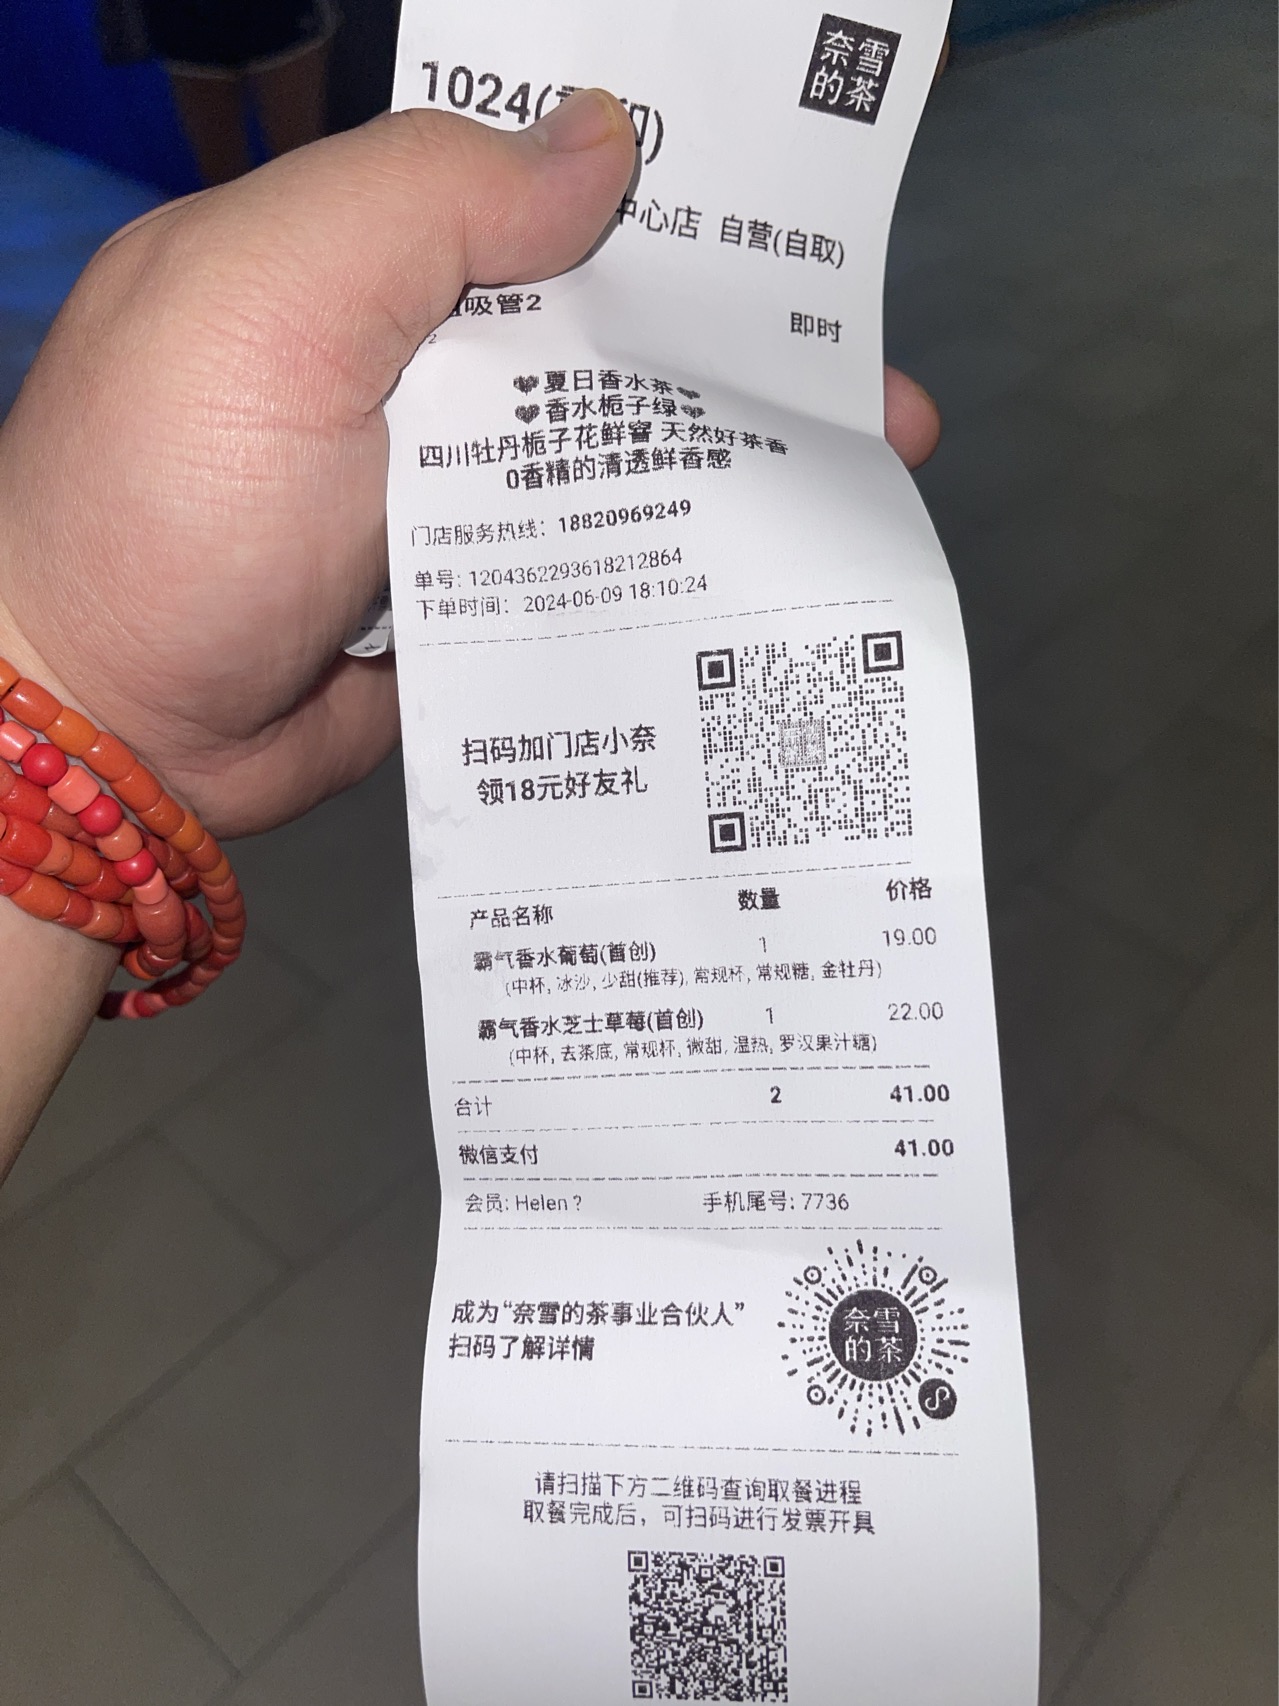 奈雪
的茶
1024(
中心店 自营(自取)
吸管2
即时
夏日香水茶
香水栀子绿
四川牡丹栀子花鲜窨 天然好茶香
0香精的清透鲜香感
门店服务热线：18820969249
单号: 1204362293618212864
下单时间： 2024-06-09 18:10:24
扫码加门店小奈
领18元好友礼
产品名称 数量 价格
霸气香水葡萄(首创) 1 19.00
(中杯, 冰沙, 少甜(推荐), 常规杯, 常规糖, 金牡丹)
霸气香水芝士草莓(首创) 1 22.00
(中杯, 去茶底, 常规杯, 微甜, 温热, 罗汉果汁糖)
合计 2 41.00
微信支付 41.00
会员: Helen ? 手机尾号: 7736
成为“奈雪的茶事业合伙人”
扫码了解详情
奈雪
的茶
请扫描下方二维码查询取餐进程
取餐完成后，可扫码进行发票开具